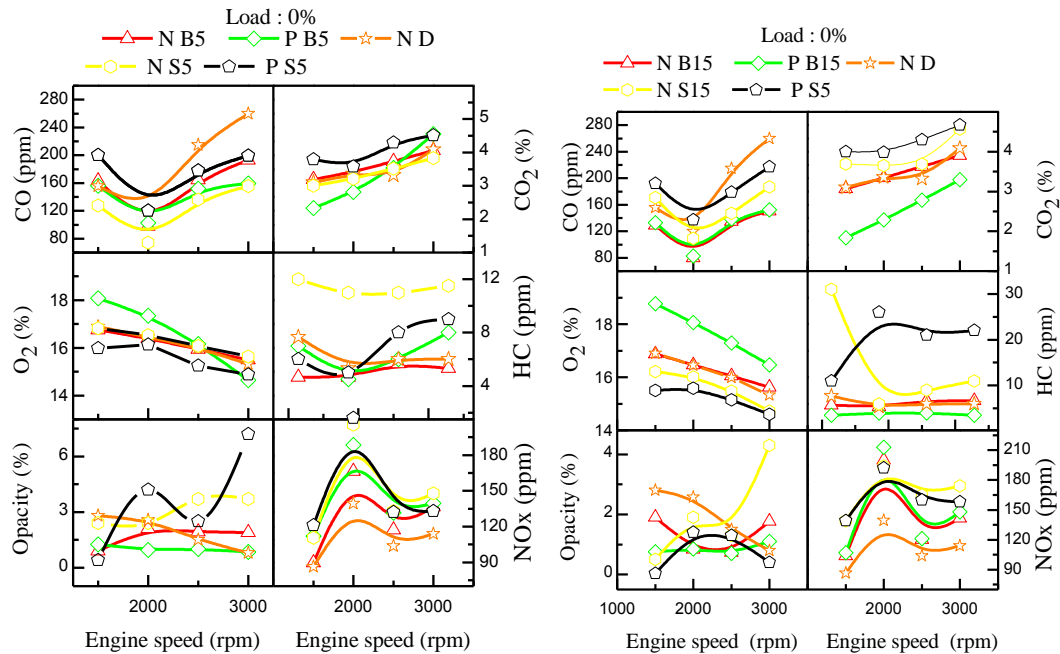 Load : 0%
N B5 P B5 N D
N S5 P S5
CO (ppm)
280
240
200
160
120
80
CO2 (%)
5
4
3
2
1
O2 (%)
18
16
14
HC (ppm)
12
8
6
4
Opacity (%)
6
3
0
NOx (ppm)
180
150
120
90
2000 3000 2000 3000
Engine speed (rpm) Engine speed (rpm)
Load : 0%
N B15 P B15 N D
N S15 P S5
CO (ppm)
280
240
200
160
120
80
CO2 (%)
4
3
2
1
O2 (%)
18
16
14
HC (ppm)
30
20
10
Opacity (%)
4
2
0
NOx (ppm)
210
180
150
120
90
1000 2000 3000 2000 3000
Engine speed (rpm) Engine speed (rpm)